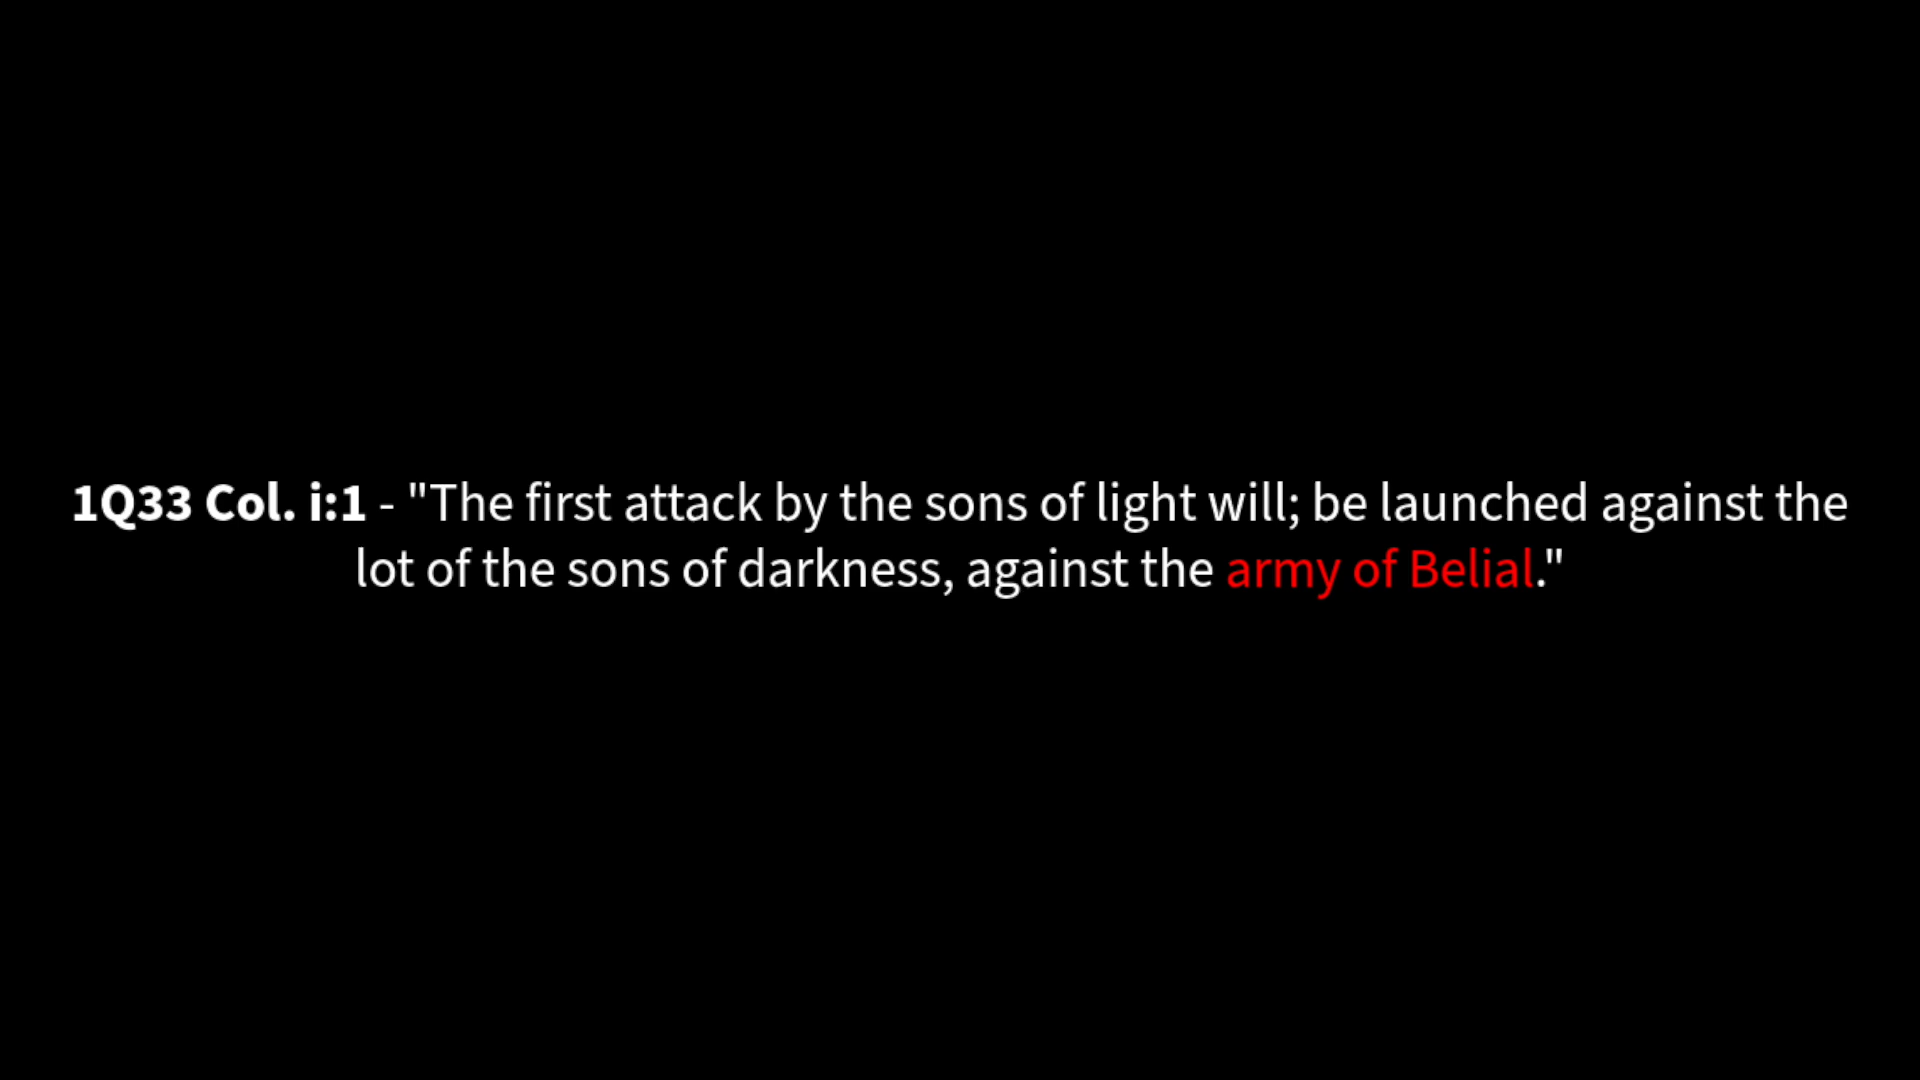 1Q33 Col. i:1 - "The first attack by the sons of light will; be launched against the
lot of the sons of darkness, against the army of Belial."